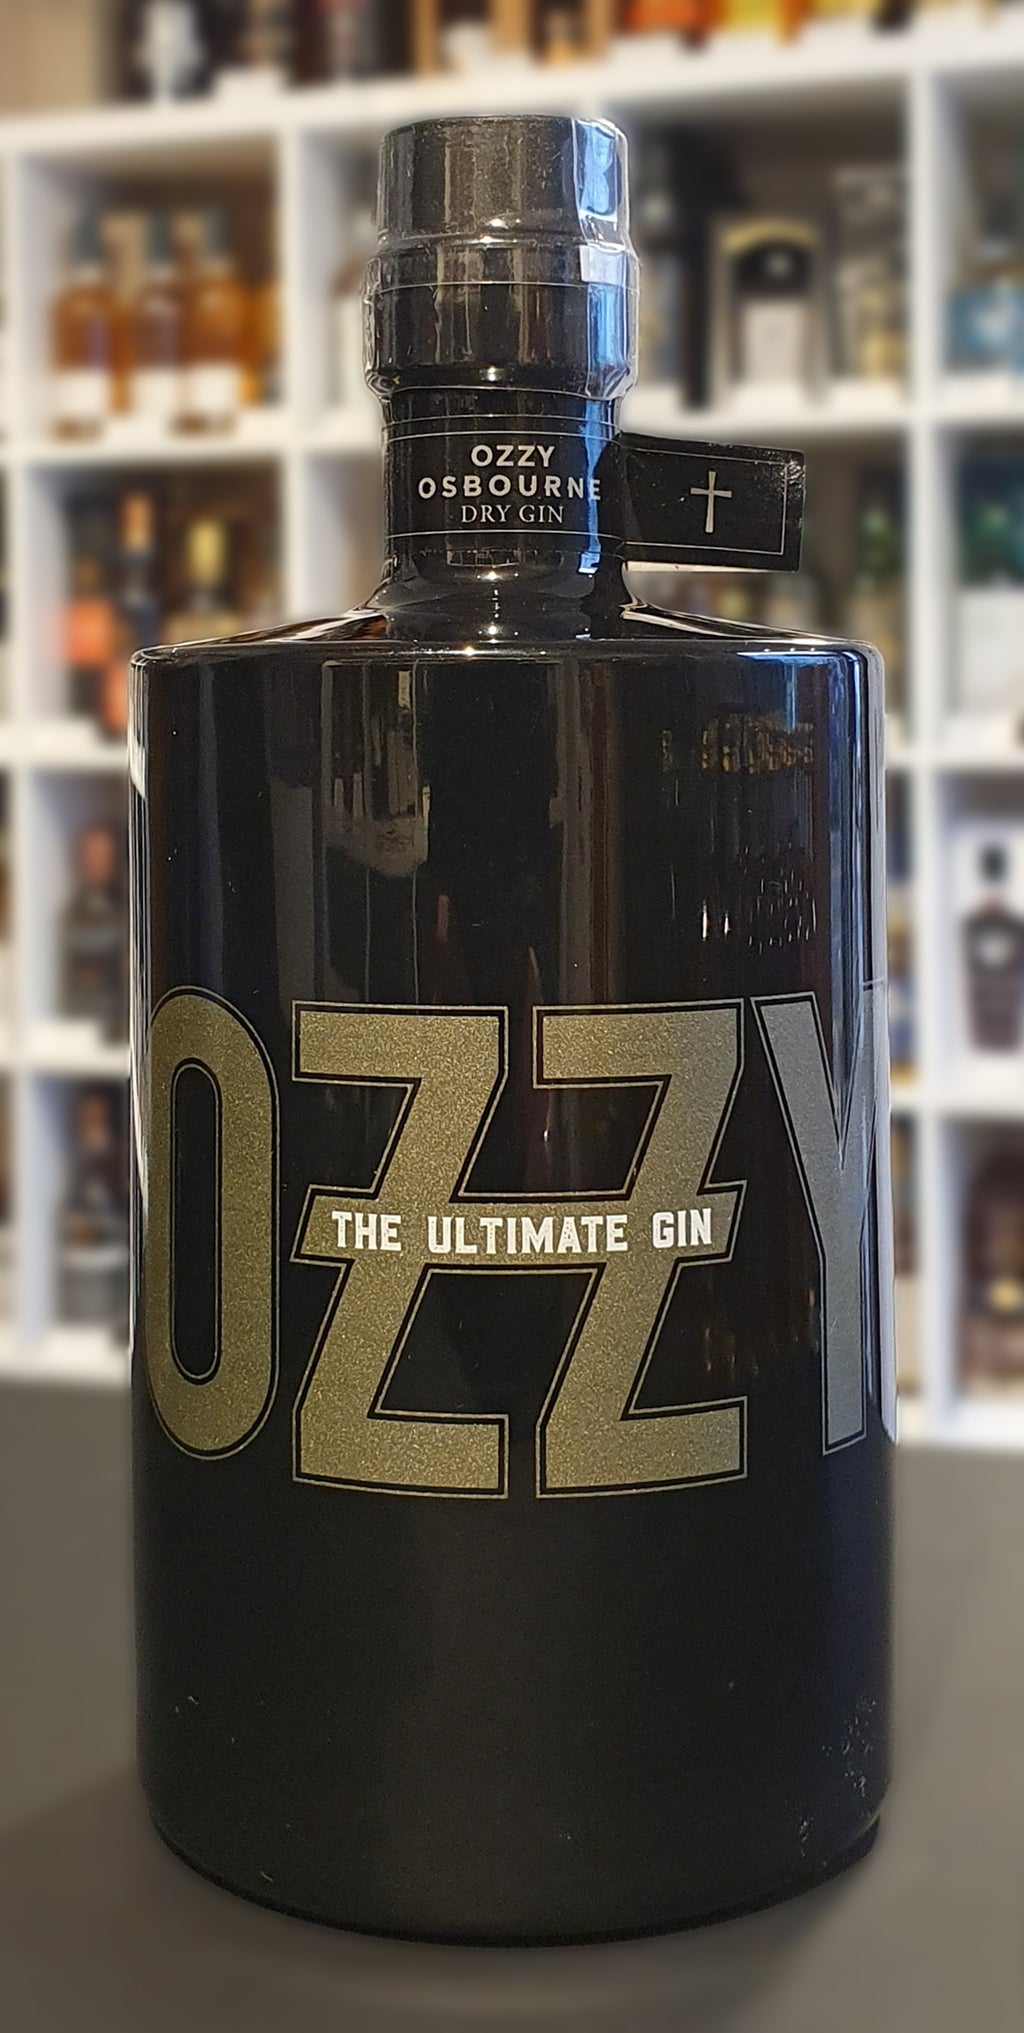 OZZY
OSBOURNE
DRY GIN
OZZY
THE ULTIMATE GIN